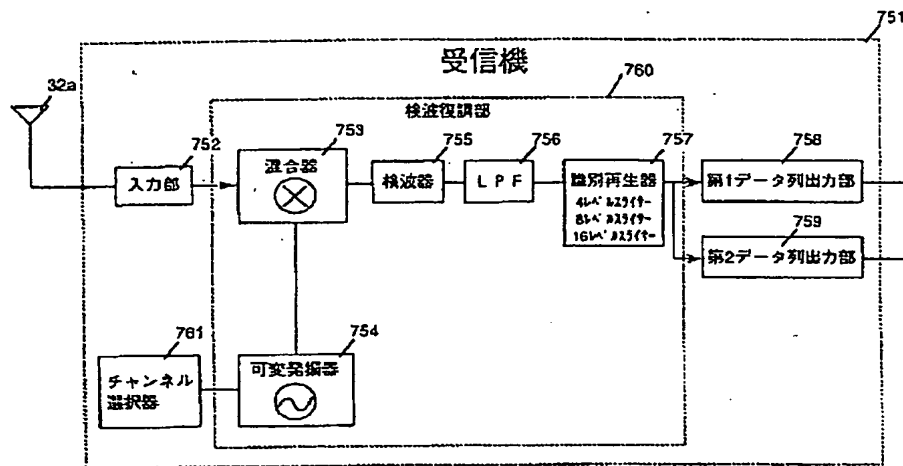 751
受信機
32a
760
検波復調部
752
入力部
753
混合器
755
検波器
756
LPF
757
識別再生器
4レベルスライサー
8レベルスライサー
16レベルスライサー
758
第1データ列出力部
759
第2データ列出力部
761
チャンネル
選択器
754
可変発振器